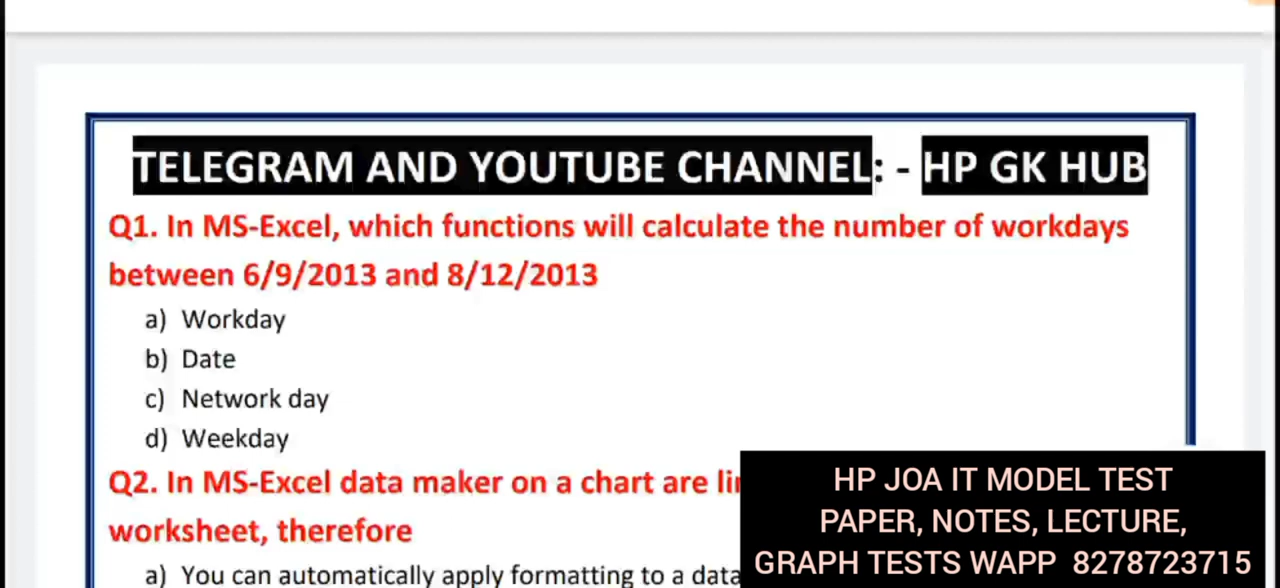 TELEGRAM AND YOUTUBE CHANNEL: - HP GK HUB
Q1. In MS-Excel, which functions will calculate the number of workdays
between 6/9/2013 and 8/12/2013
a) Workday
b) Date
c) Network day
d) Weekday
Q2. In MS-Excel data maker on a chart are
worksheet, therefore
a) You can automatically apply formatting to a data
HP JOA IT MODEL TEST
PAPER, NOTES, LECTURE,
GRAPH TESTS WAPP 8278723715